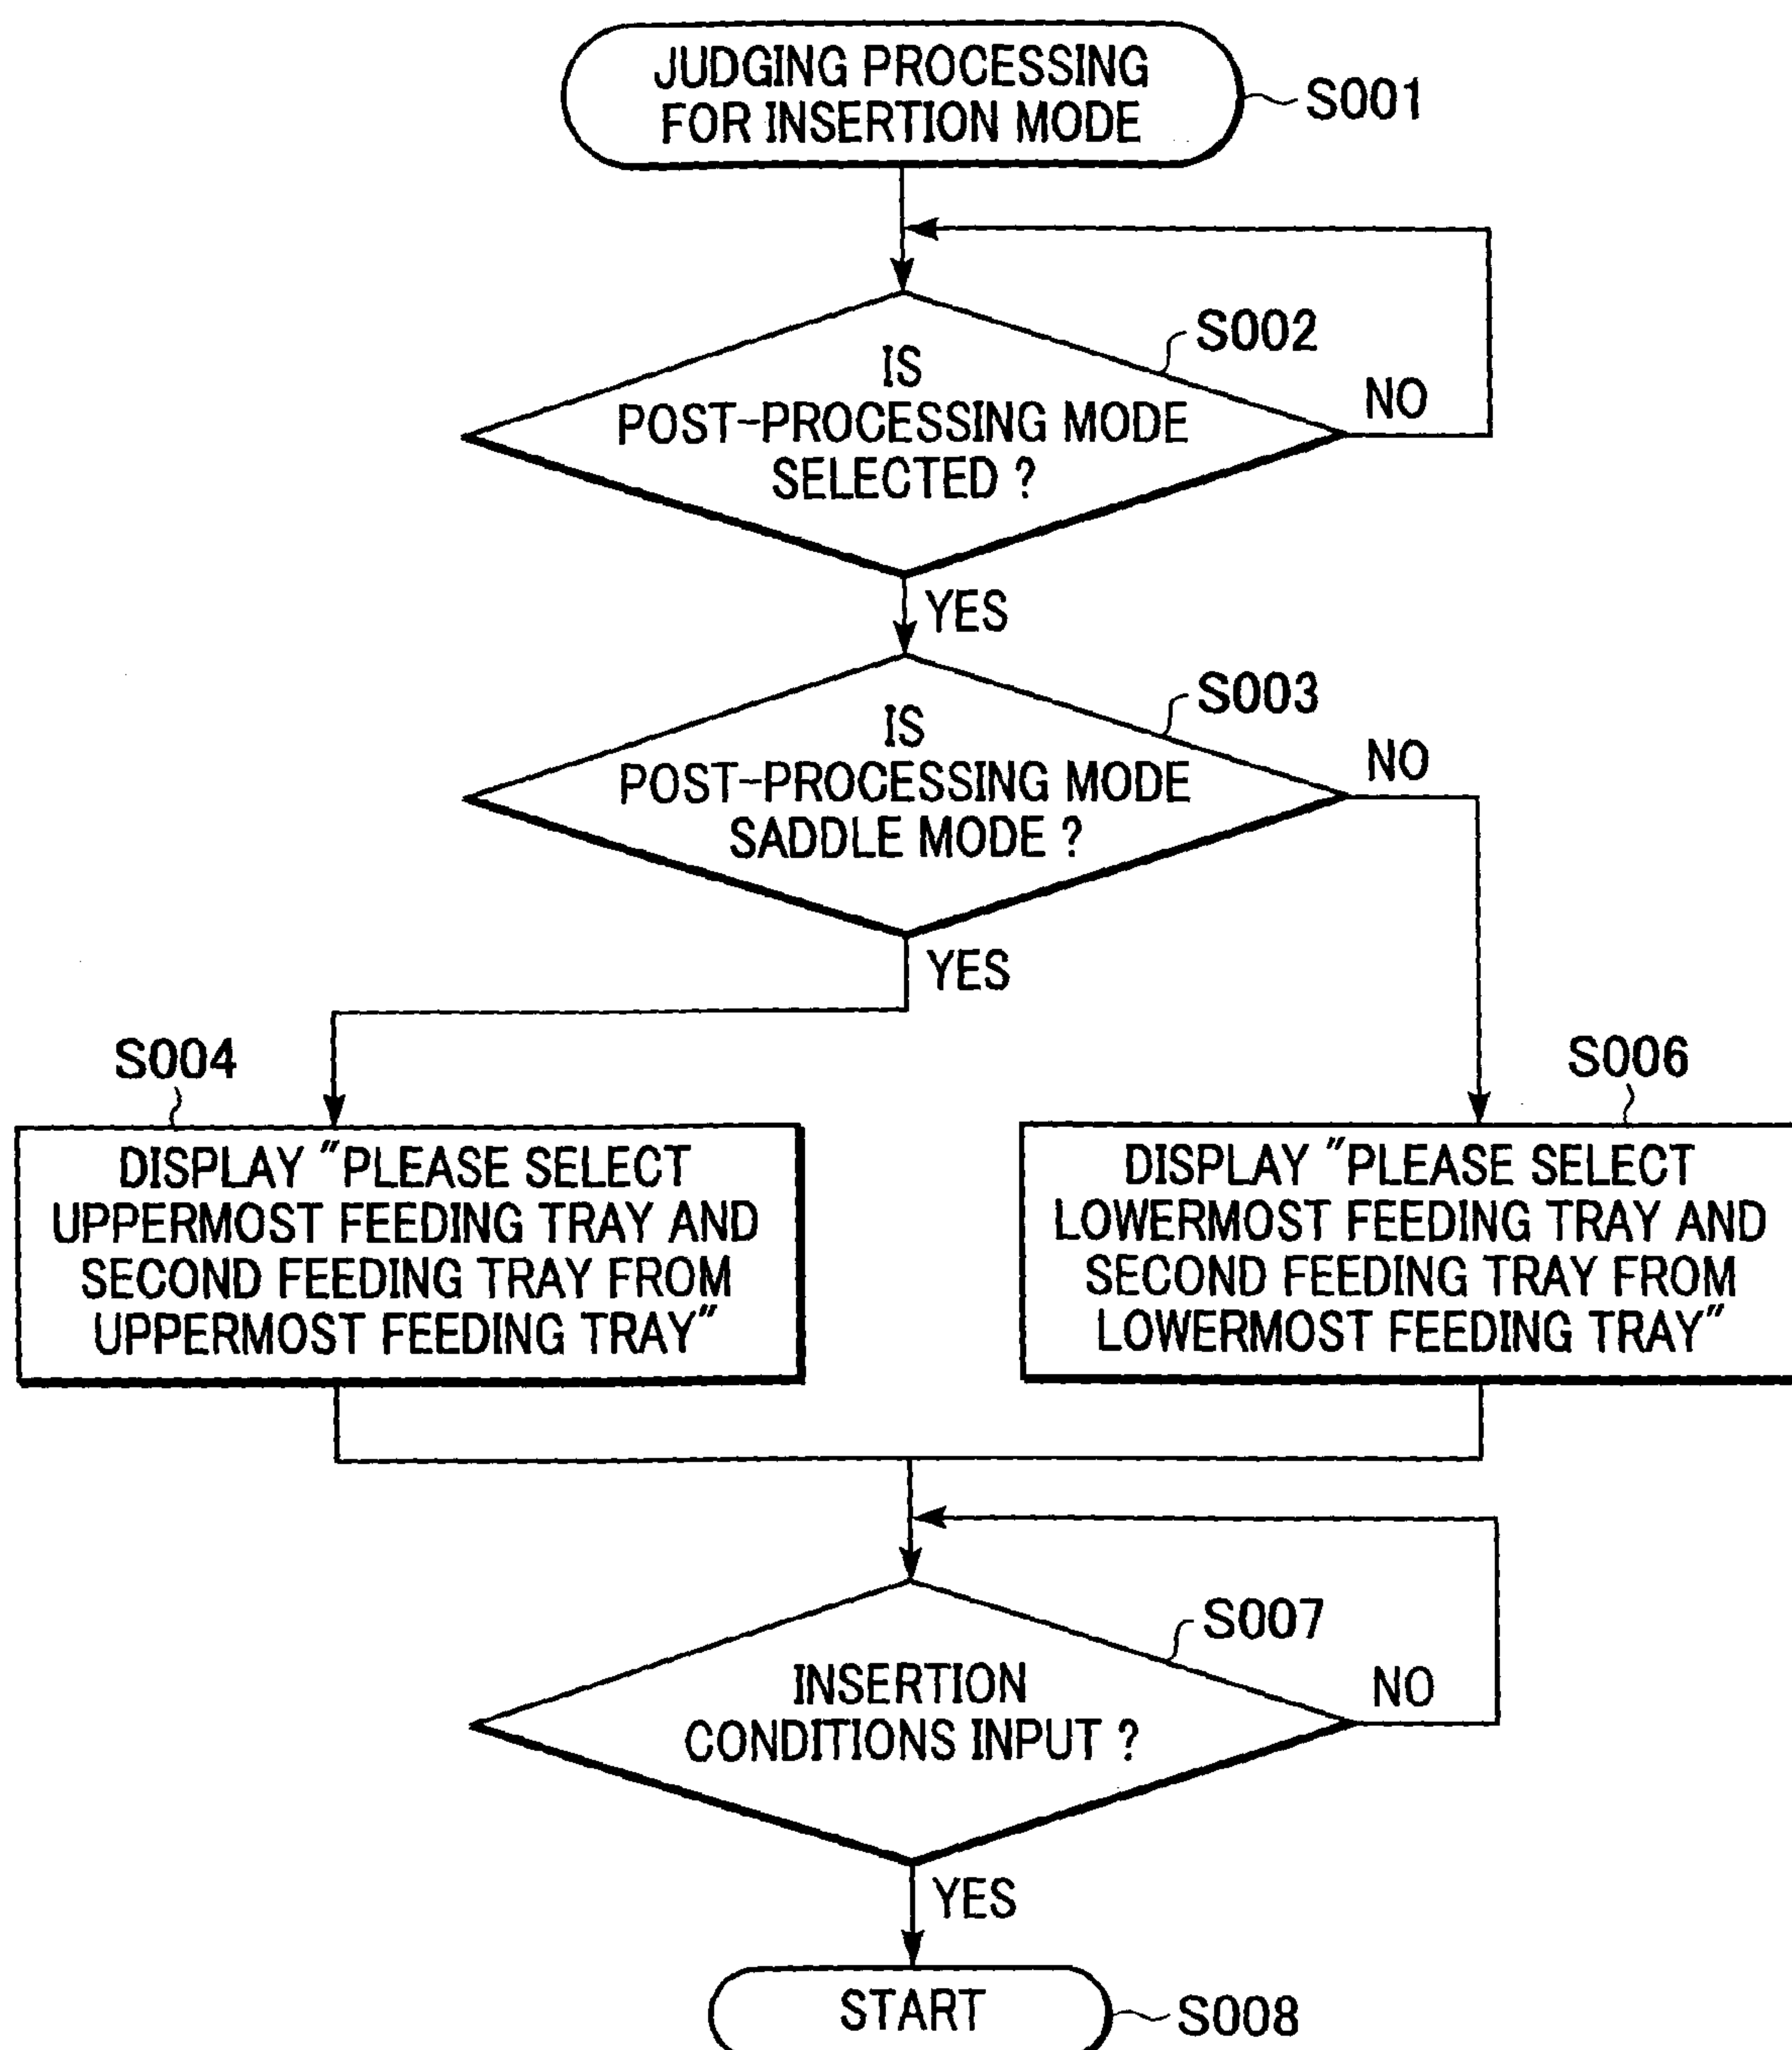 JUDGING PROCESSING
FOR INSERTION MODE
S001
S002
IS
POST-PROCESSING MODE
SELECTED ?
NO
YES
S003
IS
POST-PROCESSING MODE
SADDLE MODE ?
NO
YES
S004
DISPLAY "PLEASE SELECT
UPPERMOST FEEDING TRAY AND
SECOND FEEDING TRAY FROM
UPPERMOST FEEDING TRAY"
S006
DISPLAY "PLEASE SELECT
LOWERMOST FEEDING TRAY AND
SECOND FEEDING TRAY FROM
LOWERMOST FEEDING TRAY"
S007
INSERTION
CONDITIONS INPUT ?
NO
YES
START
S008